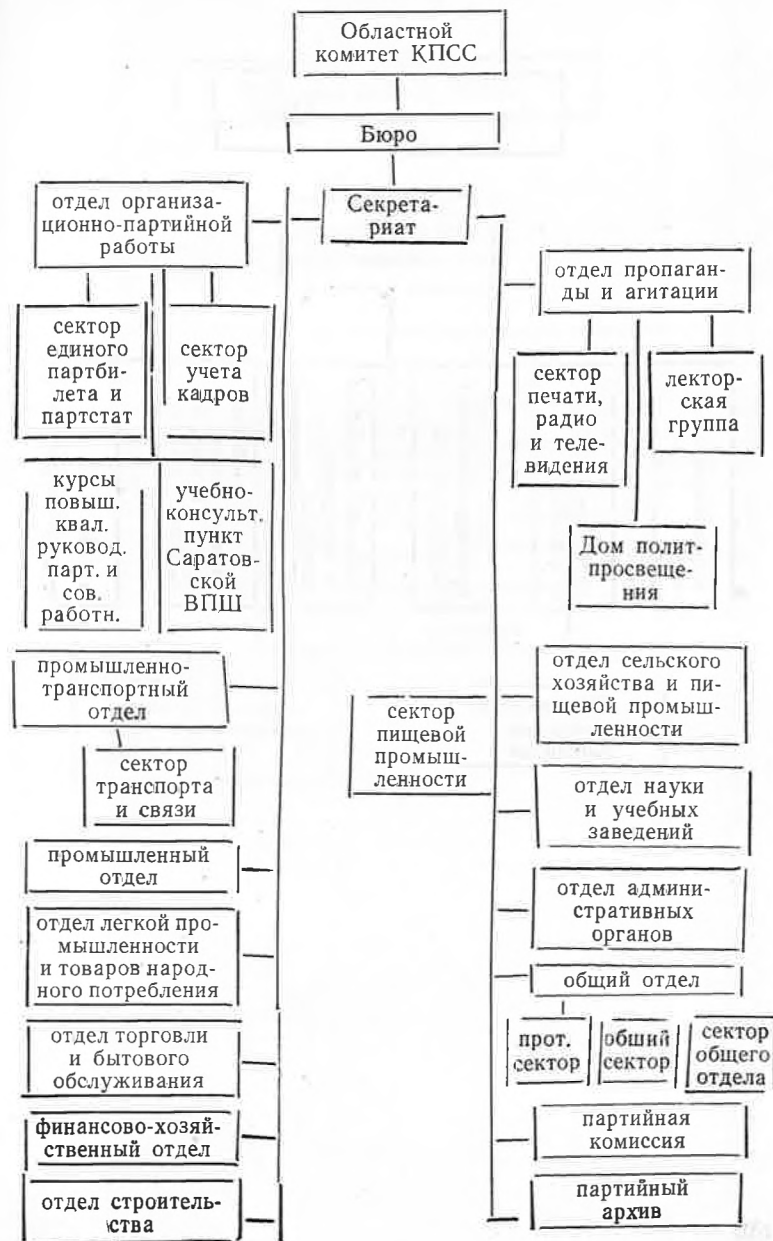 Областной
комитет КПСС
Бюро
Секрета-
риат
отдел организа-
ционно-партийной
работы
сектор
единого
партби-
лета и
партстат
сектор
учета
кадров
курсы
повыш.
квал.
руковод.
парт. и
сов.
работн.
учебно-
консульт.
пункт
Саратов-
ской
ВПШ
промышленно-
транспортный
отдел
сектор
транспорта
и связи
промышленный
отдел
отдел легкой про-
мышленности
и товаров народ-
ного потребления
отдел торговли
и бытового
обслуживания
финансово-хозяй-
ственный отдел
отдел строитель-
ства
отдел пропаган-
ды и агитации
сектор
печати,
радио
и теле-
видения
лектор-
ская
группа
Дом полит-
просвеще-
ния
отдел сельского
хозяйства и пи-
щевой промыш-
ленности
сектор
пищевой
промыш-
ленности
отдел науки
и учебных
заведений
отдел админи-
стративных
органов
общий отдел
прот.
сектор
обший
сектор
сектор
общего
отдела
партийная
комиссия
партийный
архив